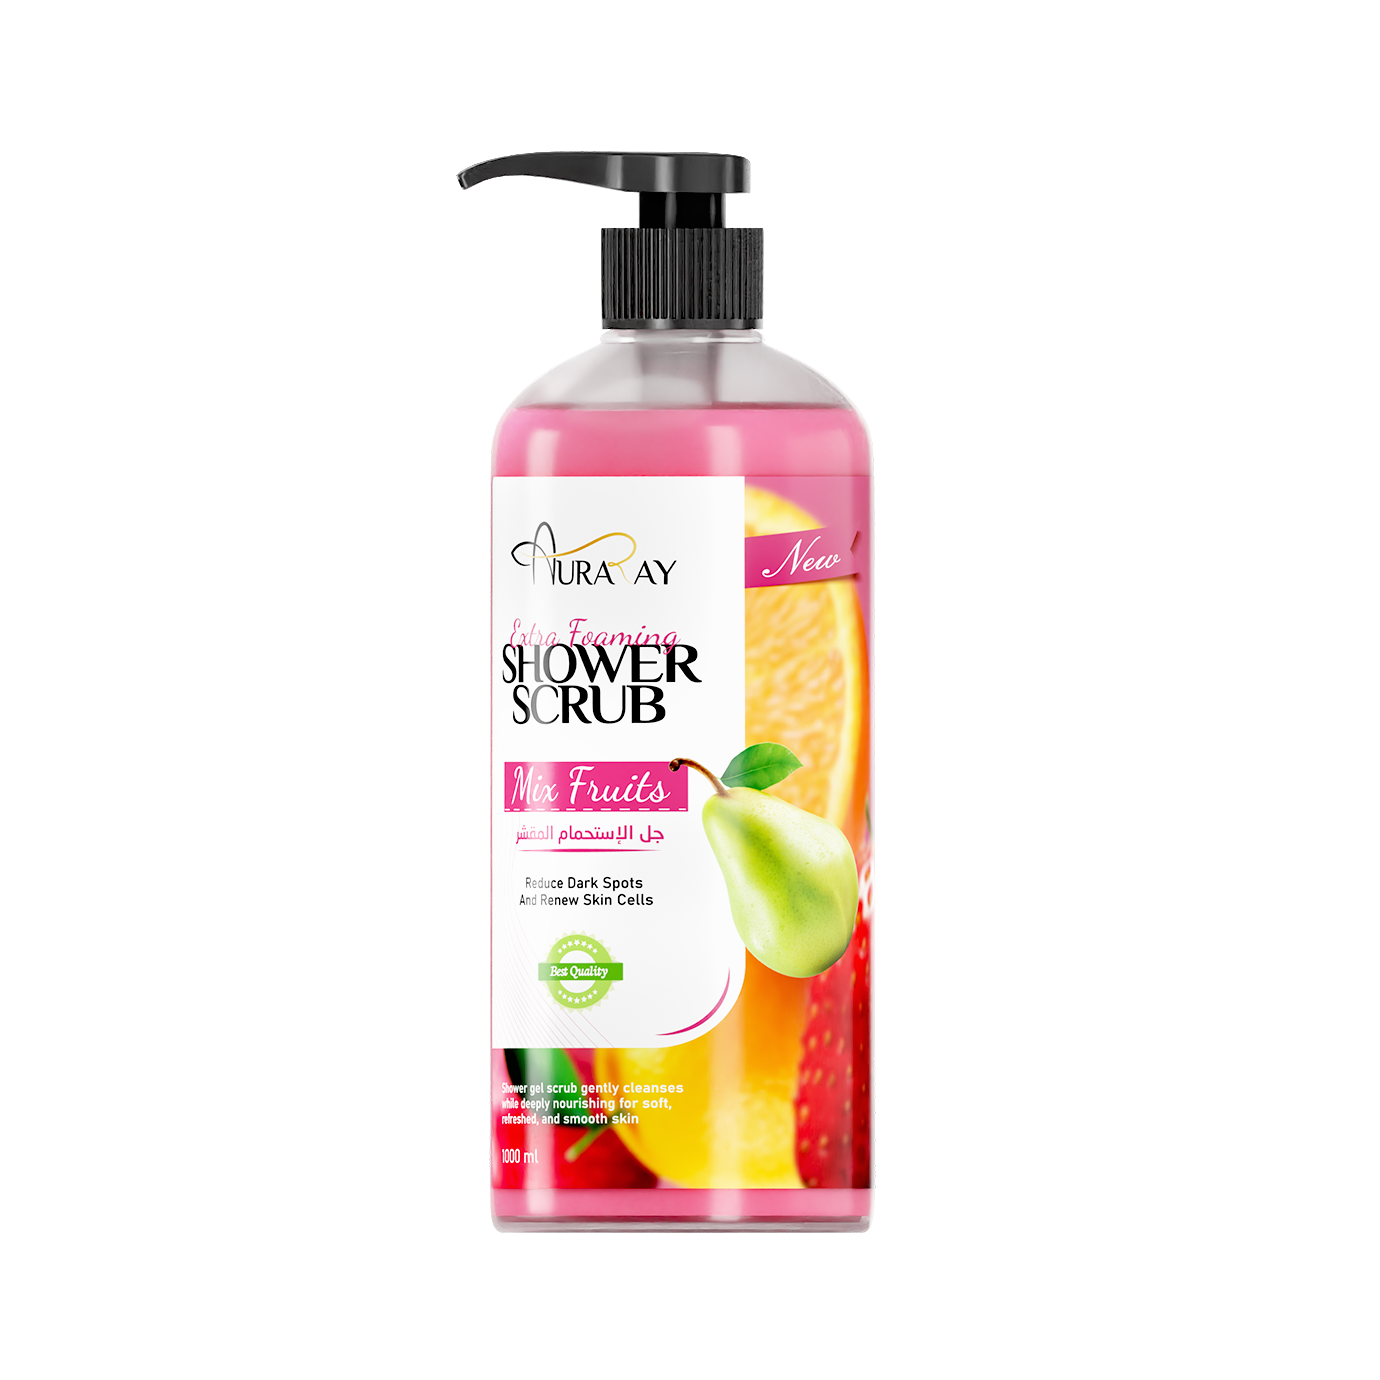 AURARAY
New
Extra Foaming
SHOWER
SCRUB
Mix Fruits
جل الإستحمام المقشر
Reduce Dark Spots
And Renew Skin Cells
Best Quality
Shower gel scrub gently cleanses
while deeply nourishing for soft,
refreshed, and smooth skin
1000 ml